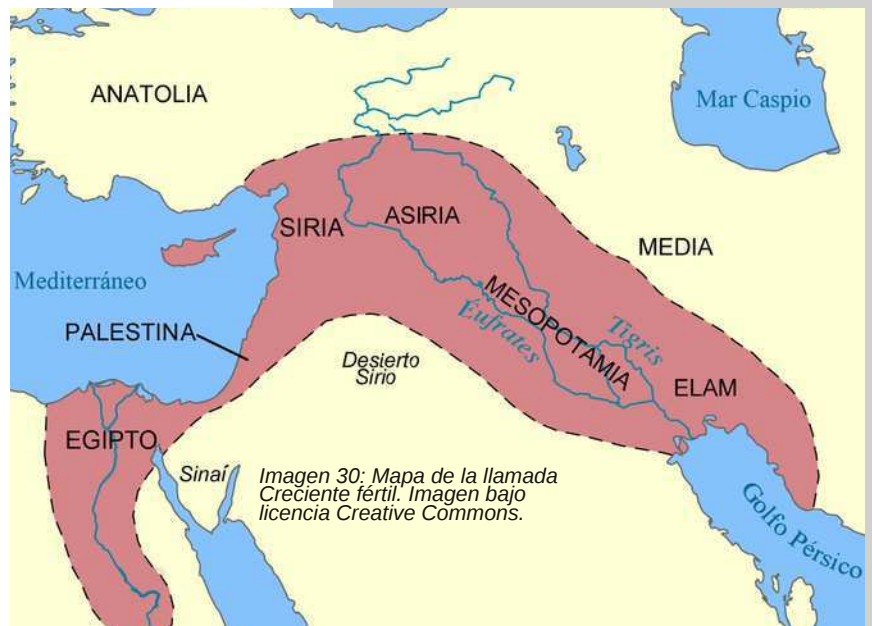 ANATOLIA
Mar Caspio
SIRIA
ASIRIA
MEDIA
Mediterráneo
MESOPOTAMIA
Éufrates
Tigris
PALESTINA
Desierto
Sirio
ELAM
EGIPTO
Sinaí
Imagen 30: Mapa de la llamada
Creciente fértil. Imagen bajo
licencia Creative Commons.
Golfo Pérsico